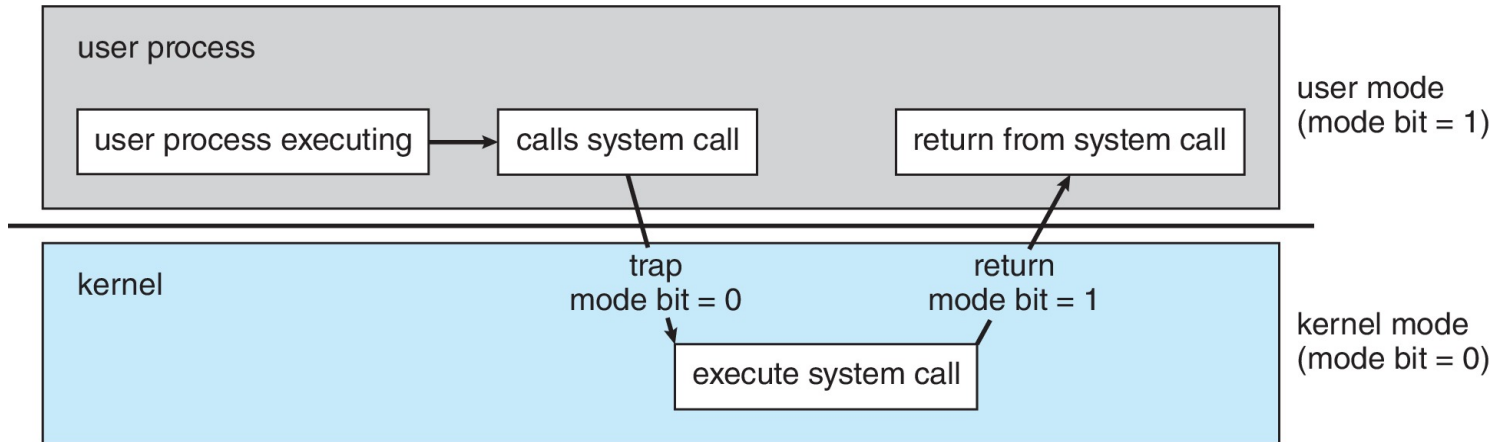 user process
user process executing
calls system call
return from system call
user mode
(mode bit = 1)
kernel
trap
mode bit = 0
return
mode bit = 1
execute system call
kernel mode
(mode bit = 0)